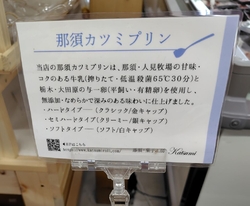 那須カツミプリン
当店の那須カツミプリンは、那須・人見牧場の甘味・
コクのある牛乳(搾りたて・低温殺菌65℃30分)と
栃木・大田原の与一卵(平飼い・有精卵)を使用し、
無添加・なめらかで深みのある味わいに仕上げました。
・ハードタイプ──(クラシック/金キャップ)
・セミハードタイプ(クリーミー/銀キャップ)
・ソフトタイプ──(ソフト/白キャップ)
Katsumi